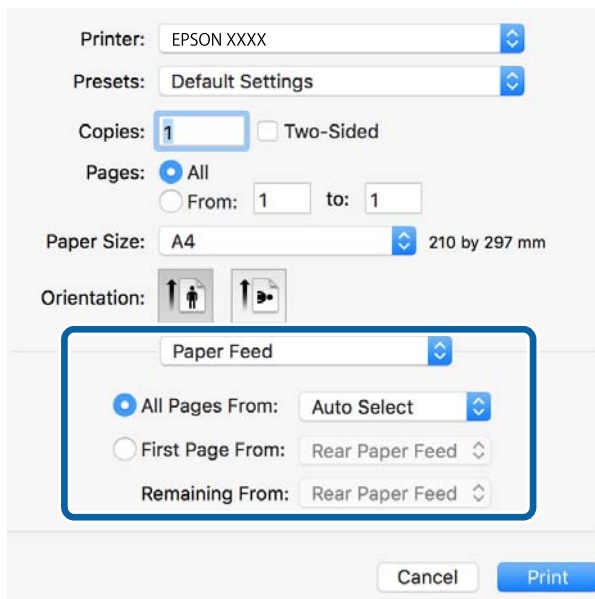 Printer: EPSON XXXX
Presets: Default Settings
Copies: 1 Two-Sided
Pages: All
From: 1 to: 1
Paper Size: A4 210 by 297 mm
Orientation:
Paper Feed
All Pages From: Auto Select
First Page From: Rear Paper Feed
Remaining From: Rear Paper Feed
Cancel Print